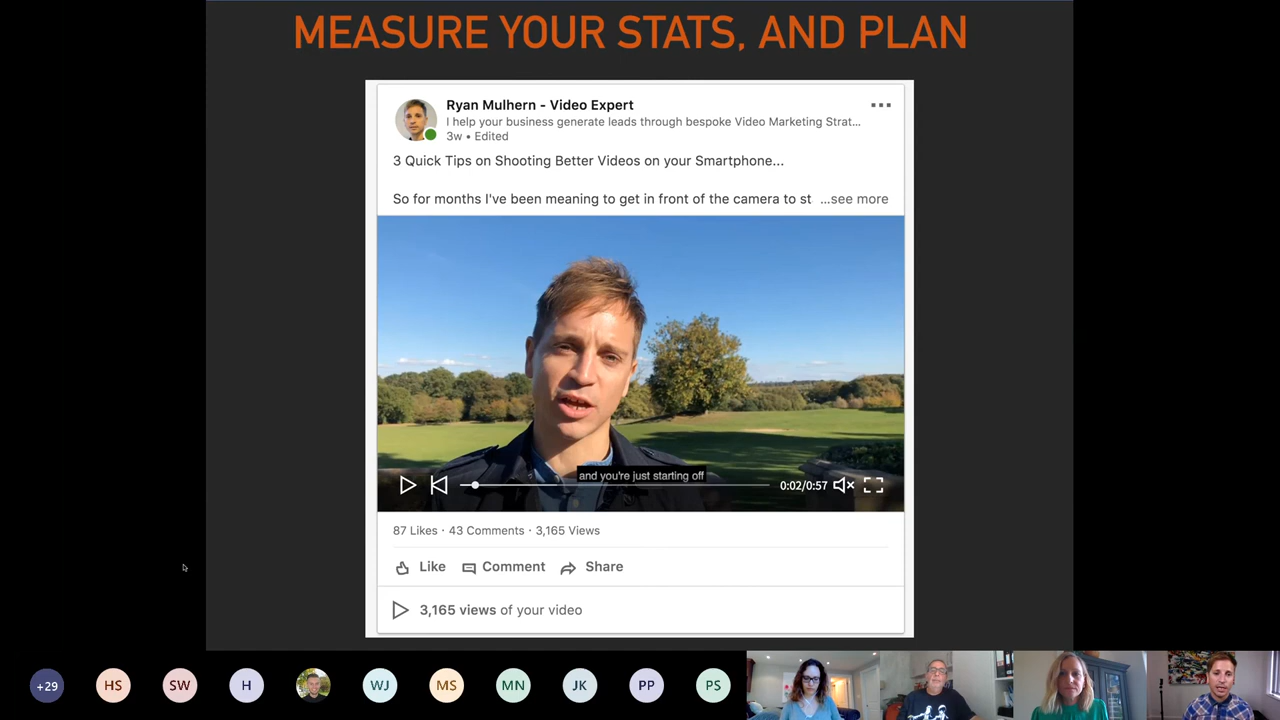 MEASURE YOUR STATS, AND PLAN
Ryan Mulhern - Video Expert
I help your business generate leads through bespoke Video Marketing Strat...
3w • Edited
3 Quick Tips on Shooting Better Videos on your Smartphone...
So for months I've been meaning to get in front of the camera to st ...see more
and you're just starting off
0:02/0:57
87 Likes · 43 Comments · 3,165 Views
Like Comment Share
3,165 views of your video
+29 HS SW H WJ MS MN JK PP PS